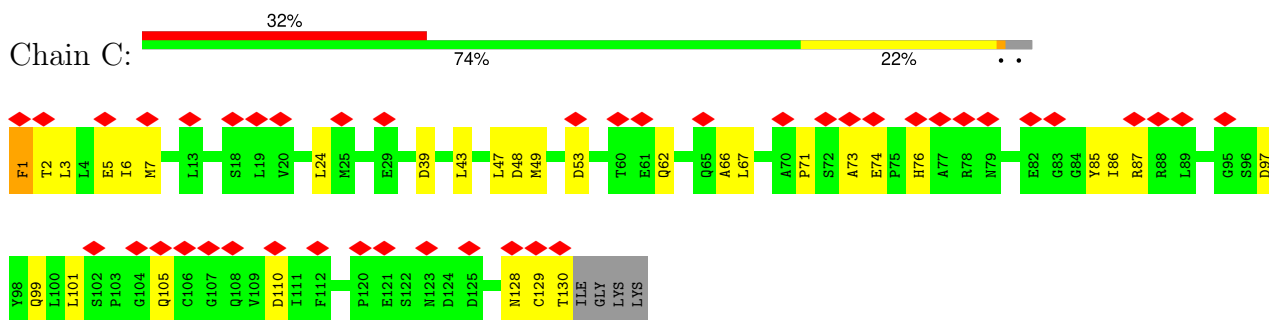 32%
Chain C:
74% 22% • •
F1 T2 L3 L4 E5 I6 M7 L13 S18 L19 V20 L24 M25 E29 D39 L43 L47 D48 M49 D53 T60 E61 Q62 Q65 A66 L67 A70 P71 S72 A73 E74 P75 H76 A77 R78 N79 E82 G83 G84 Y85 I86 R87 R88 L89 G95 S96 D97
Y98 Q99 L100 L101 S102 P103 G104 Q105 C106 G107 Q108 V109 D110 I111 F112 P120 E121 S122 N123 D124 D125 N128 C129 T130 ILE GLY LYS LYS